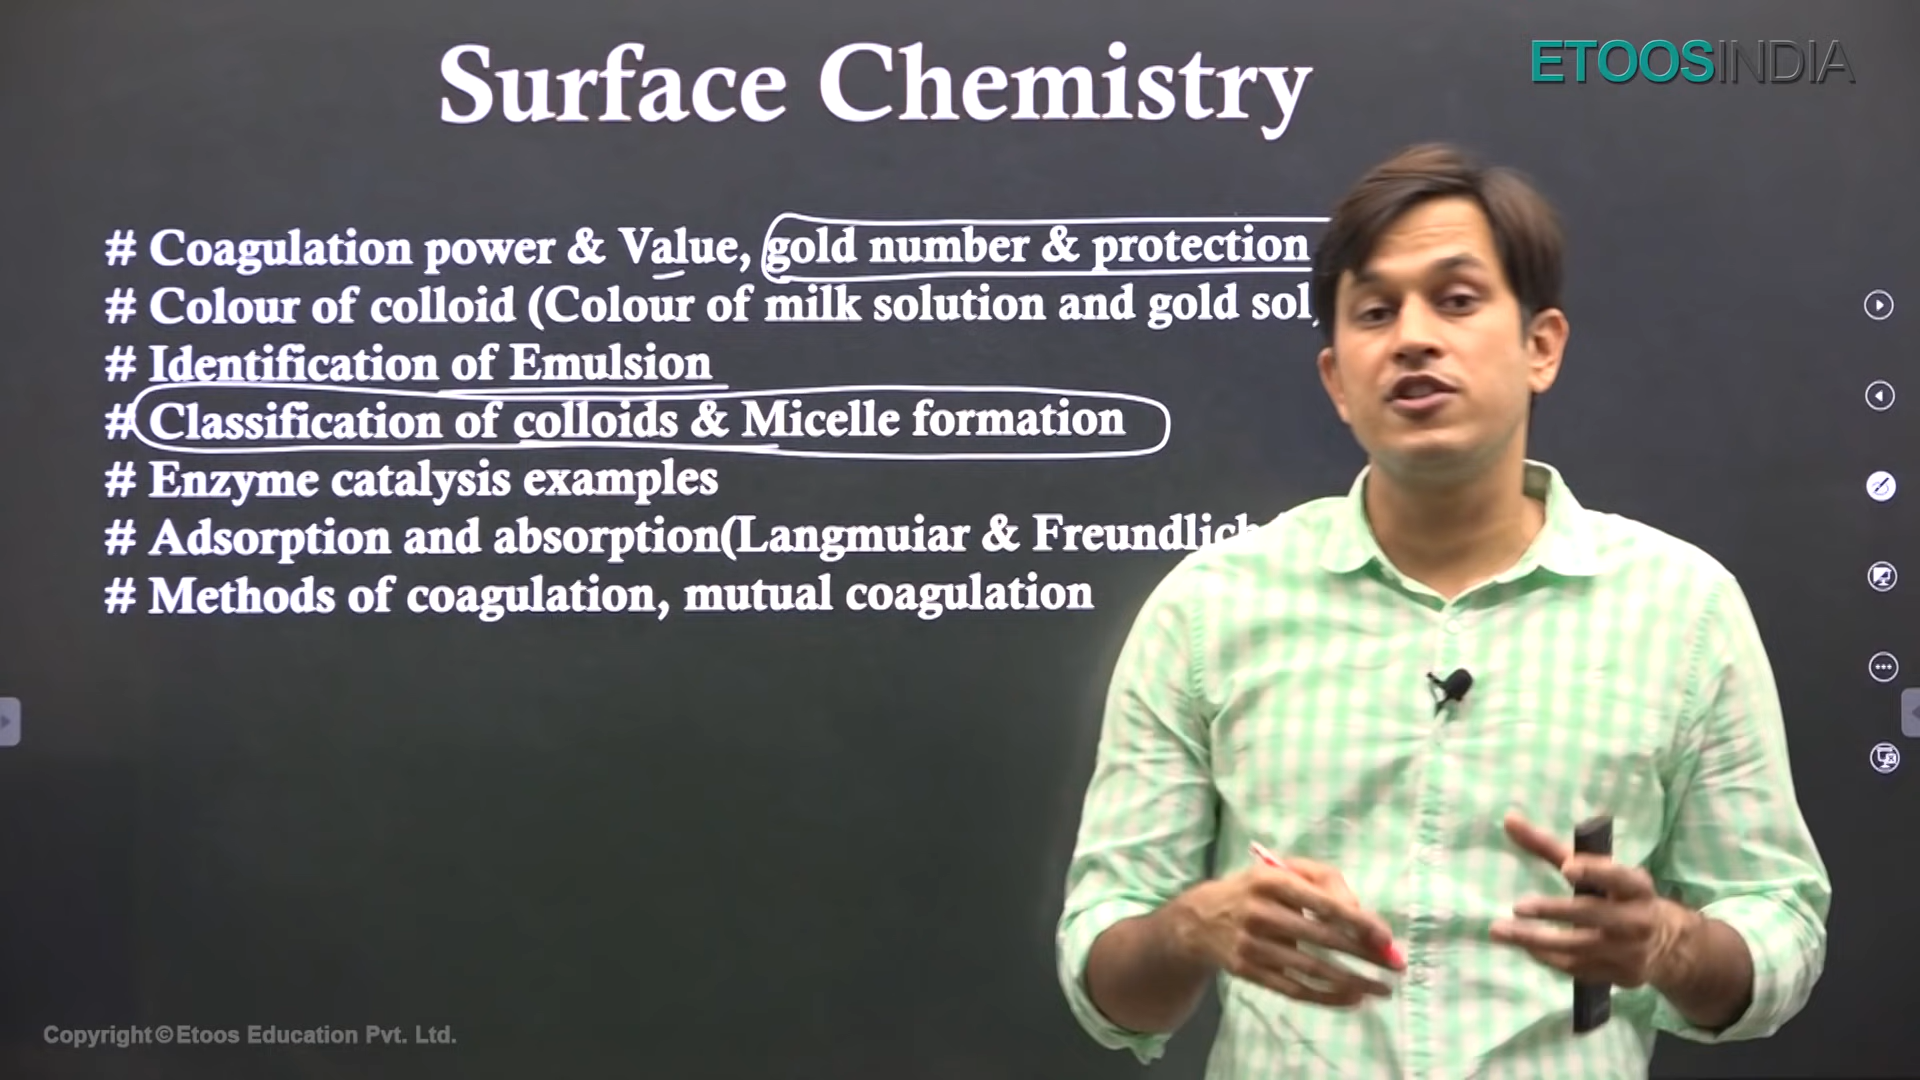 Surface Chemistry
ETOOSINDIA
# Coagulation power & Value, gold number & protection
# Colour of colloid (Colour of milk solution and gold sol
# Identification of Emulsion
# Classification of colloids & Micelle formation
# Enzyme catalysis examples
# Adsorption and absorption(Langmuiar & Freundlich
# Methods of coagulation, mutual coagulation
Copyright©Etoos Education Pvt. Ltd.